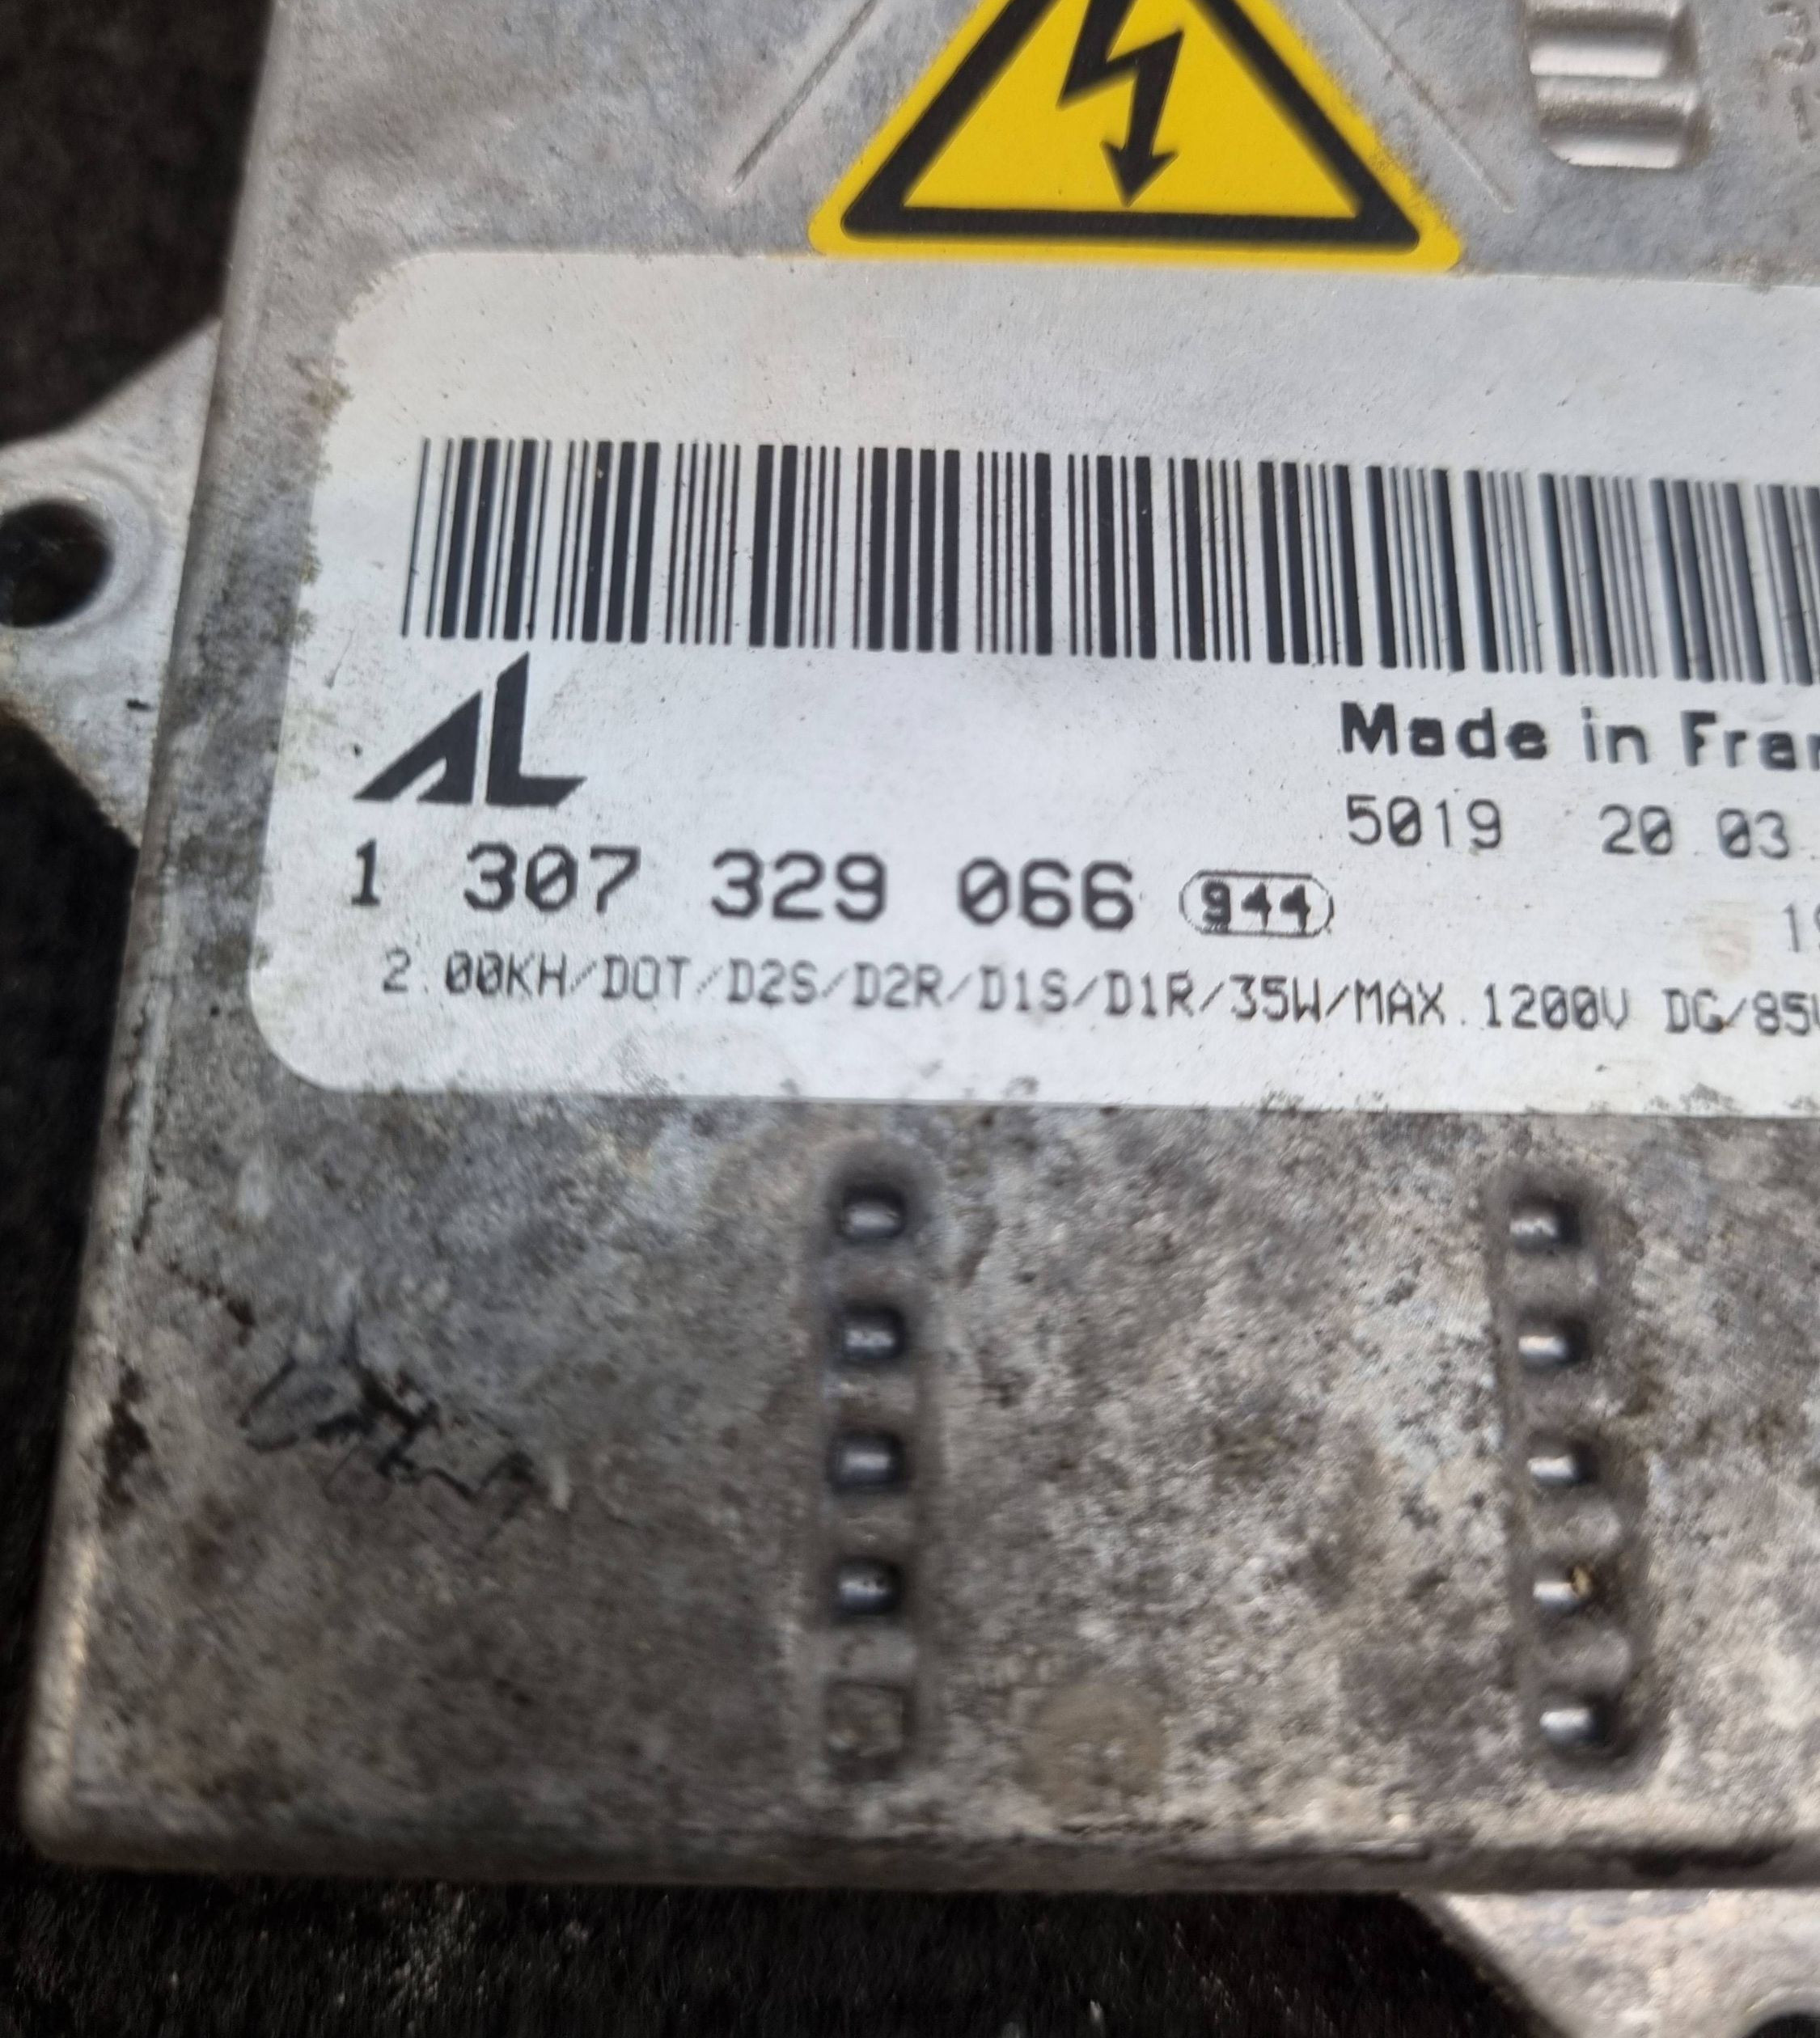 Made in Fran
AL
5019 20 03.
1 307 329 066 944
2.00KH/DOT/D2S/D2R/D1S/D1R/35W/MAX.1200V DC/85V